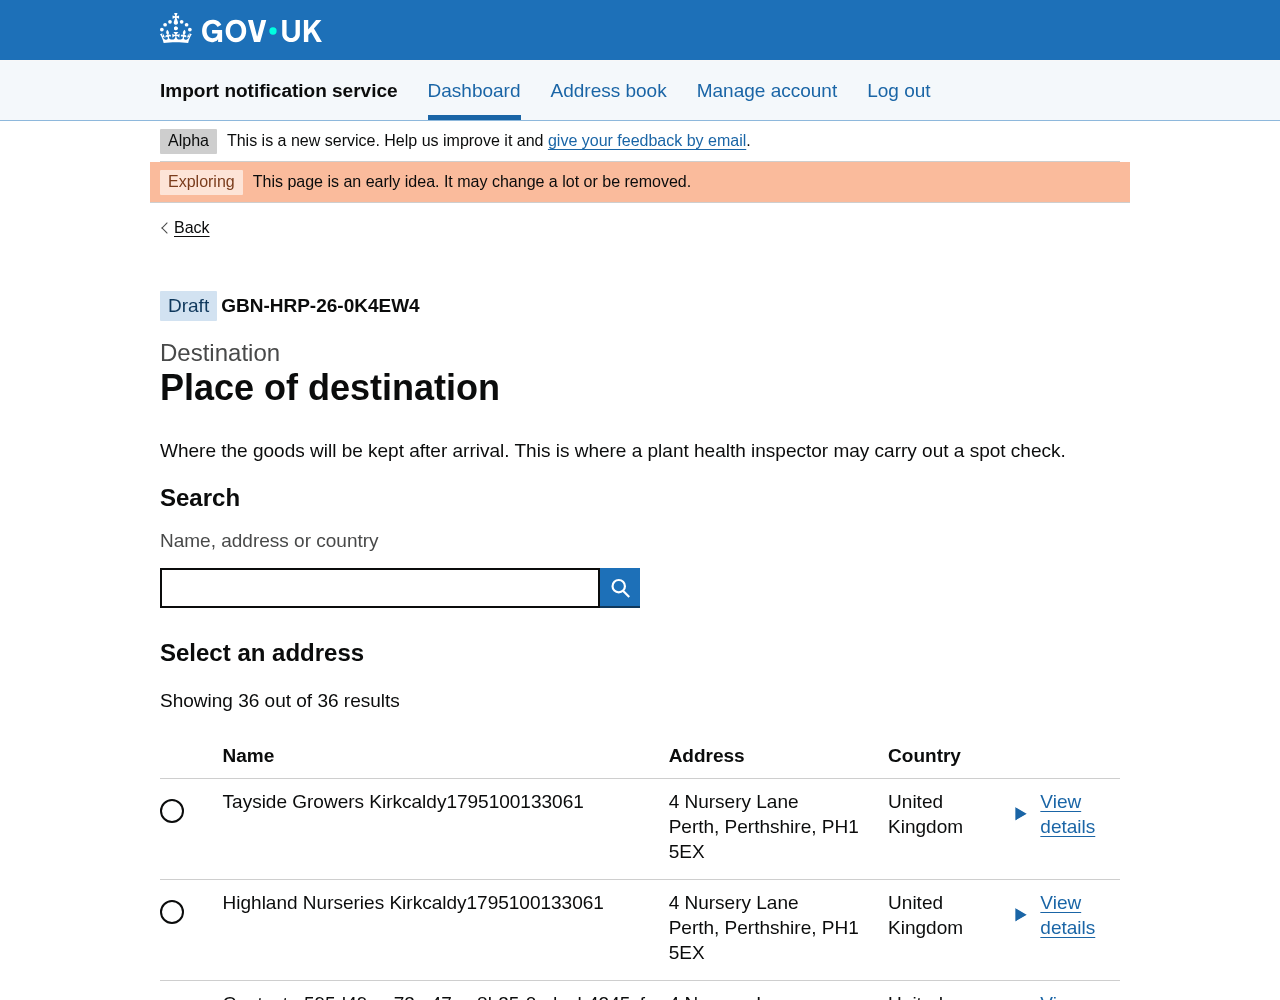 GOV•UK
Import notification service Dashboard Address book Manage account Log out
Alpha This is a new service. Help us improve it and give your feedback by email.
Exploring This page is an early idea. It may change a lot or be removed.
Back
Draft GBN-HRP-26-0K4EW4
Destination
Place of destination
Where the goods will be kept after arrival. This is where a plant health inspector may carry out a spot check.
Search
Name, address or country
Select an address
Showing 36 out of 36 results
Name Address Country
Tayside Growers Kirkcaldy1795100133061 4 Nursery Lane United View
Perth, Perthshire, PH1 Kingdom details
5EX
Highland Nurseries Kirkcaldy1795100133061 4 Nursery Lane United View
Perth, Perthshire, PH1 Kingdom details
5EX